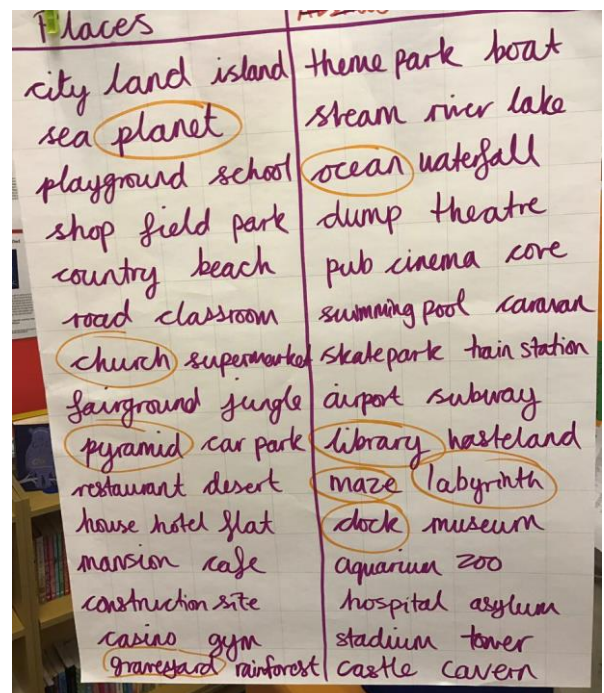 Places
city land island
sea planet
playground school
shop field park
country beach
road classroom
church supermarket
fairground jungle
pyramid car park
restaurant desert
house hotel flat
mansion cafe
construction site
casino gym
graveyard rainforest
theme park boat
steam river lake
ocean waterfall
dump theatre
pub cinema core
swimming pool caravan
skatepark train station
airport subway
library wasteland
maze labyrinth
dock museum
aquarium zoo
hospital asylum
stadium tower
castle cavern